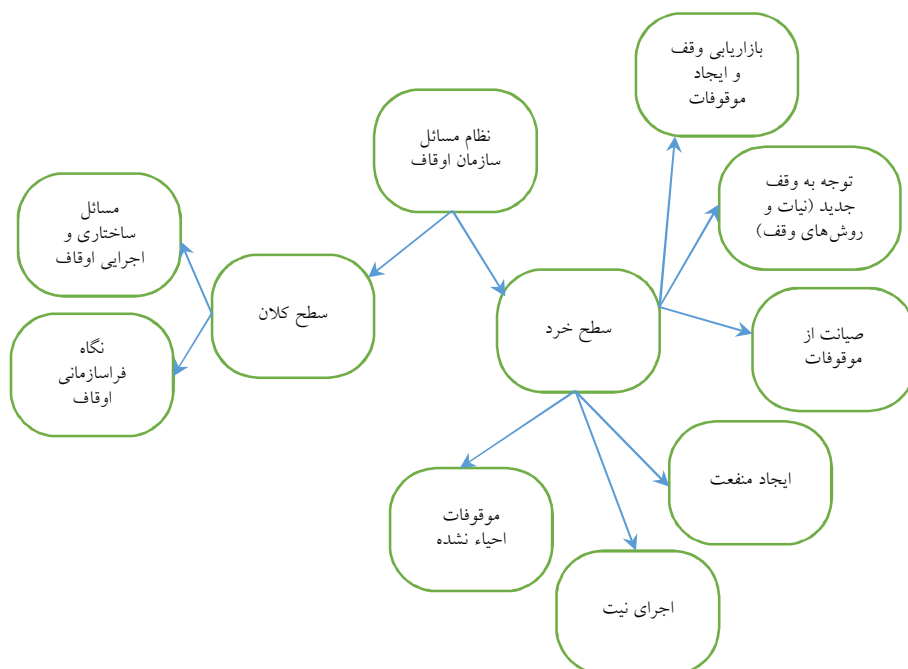 بازاریابی وقف
و ایجاد
موقوفات
نظام مسائل
سازمان اوقاف
توجه به وقف
جدید (نیات و
روش‌های وقف)
مسائل
ساختاری و
اجرایی اوقاف
سطح کلان
سطح خرد
صیانت از
موقوفات
نگاه
فراسازمانی
اوقاف
ایجاد منفعت
موقوفات
احیاء نشده
اجرای نیت